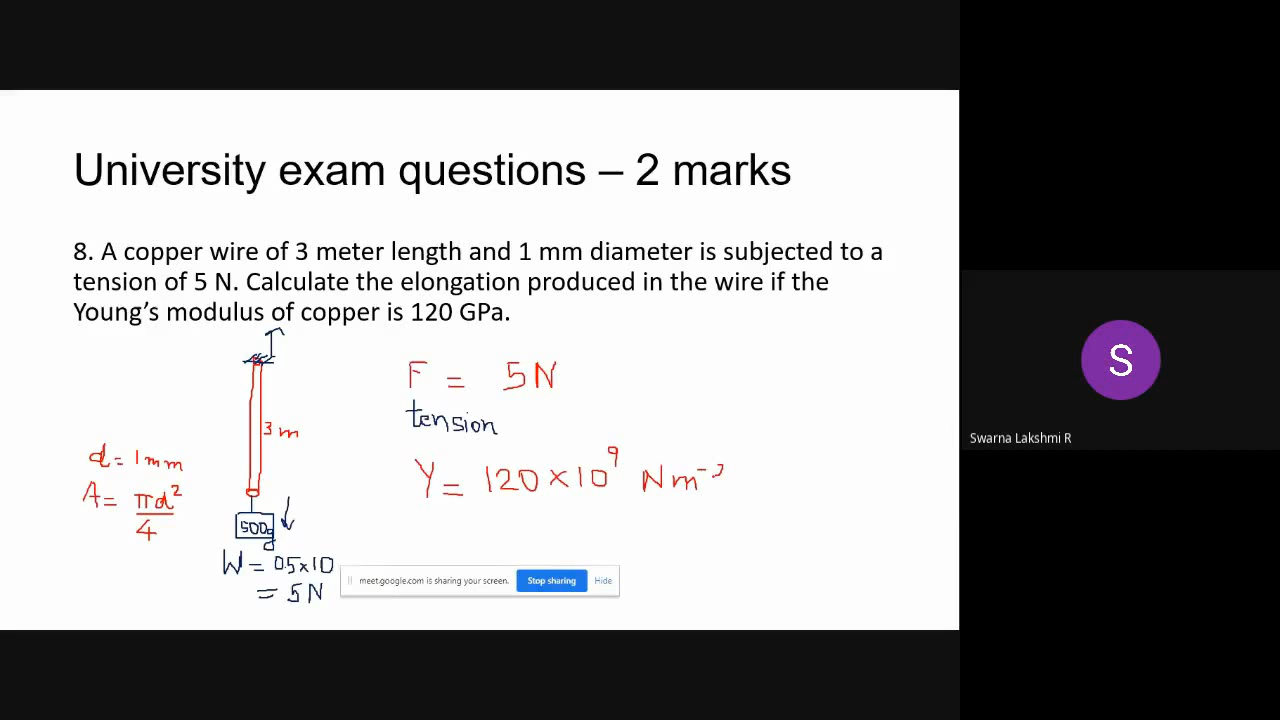 University exam questions – 2 marks
8. A copper wire of 3 meter length and 1 mm diameter is subjected to a
tension of 5 N. Calculate the elongation produced in the wire if the
Young’s modulus of copper is 120 GPa.
F = 5N
tension
3 m
d = 1mm
A = πd²/4
Y = 120 × 10⁹ Nm⁻²
500g
W = 0.5 × 10
= 5N
meet.google.com is sharing your screen. Stop sharing Hide
S
Swarna Lakshmi R